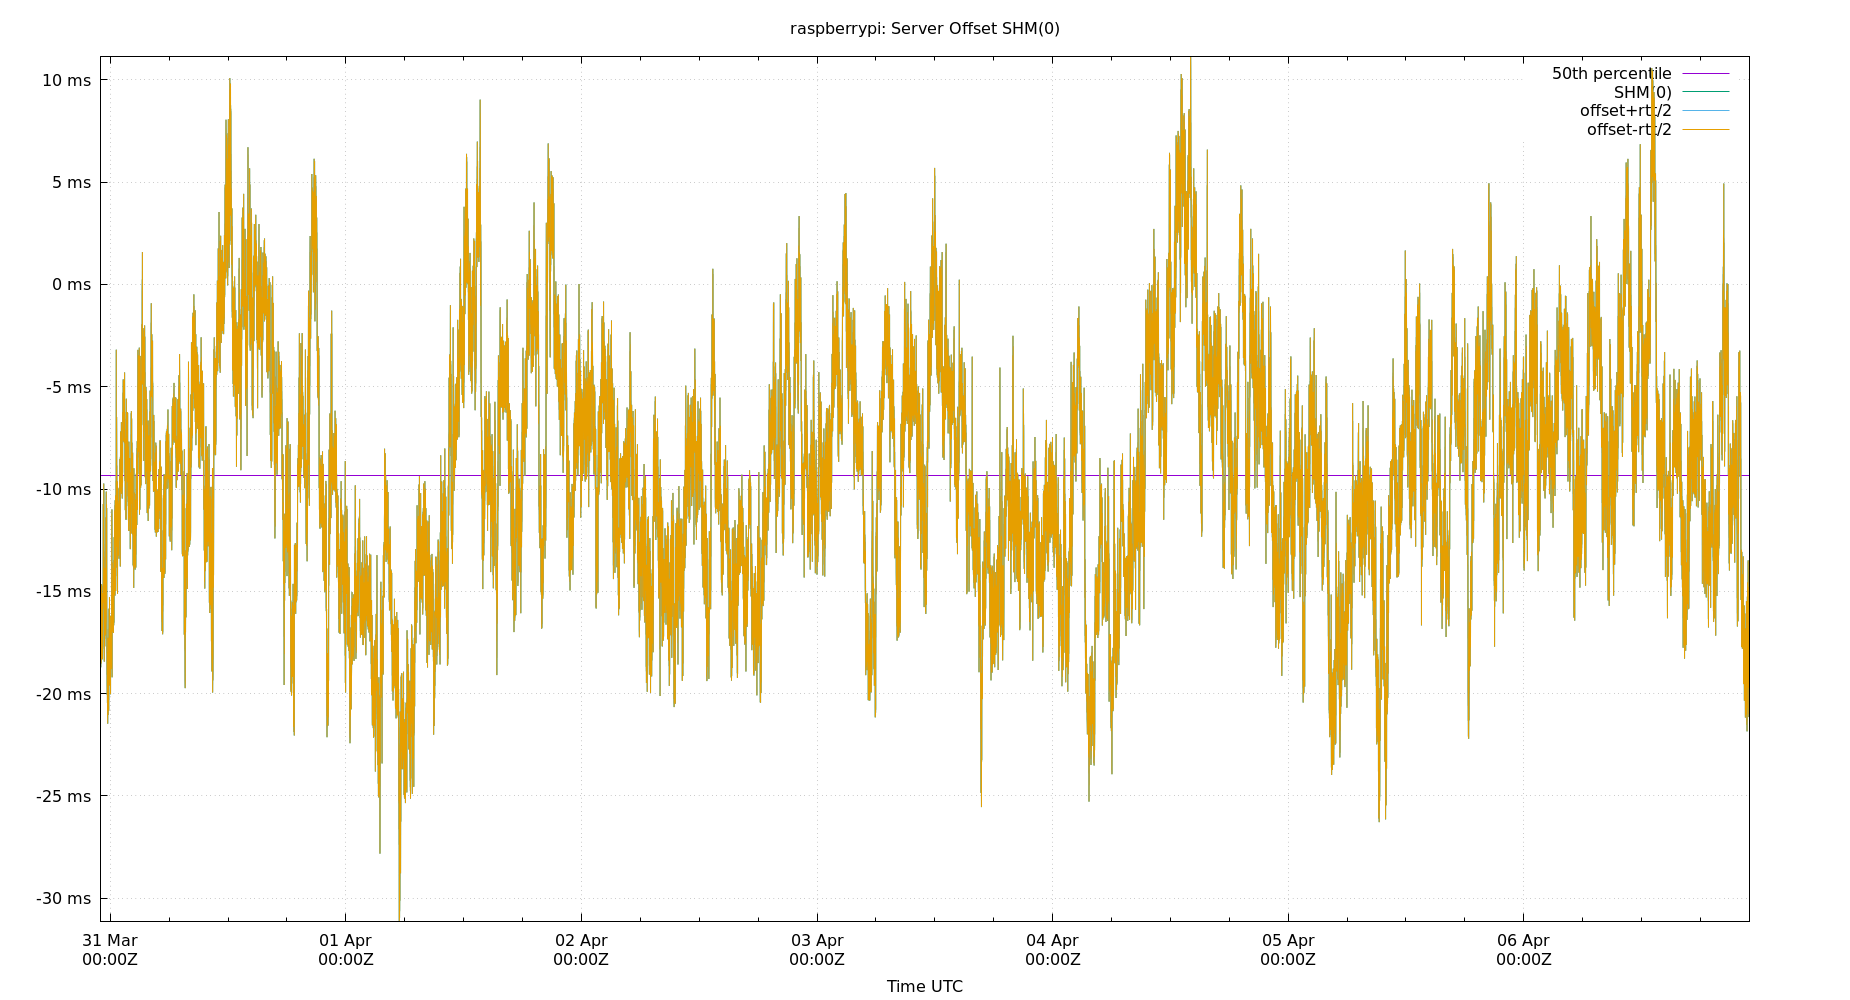 raspberrypi: Server Offset SHM(0)
50th percentile
SHM(0)
offset+rtt/2
offset-rtt/2
10 ms
5 ms
0 ms
-5 ms
-10 ms
-15 ms
-20 ms
-25 ms
-30 ms
31 Mar 01 Apr 02 Apr 03 Apr 04 Apr 05 Apr 06 Apr
00:00Z 00:00Z 00:00Z 00:00Z 00:00Z 00:00Z 00:00Z
Time UTC